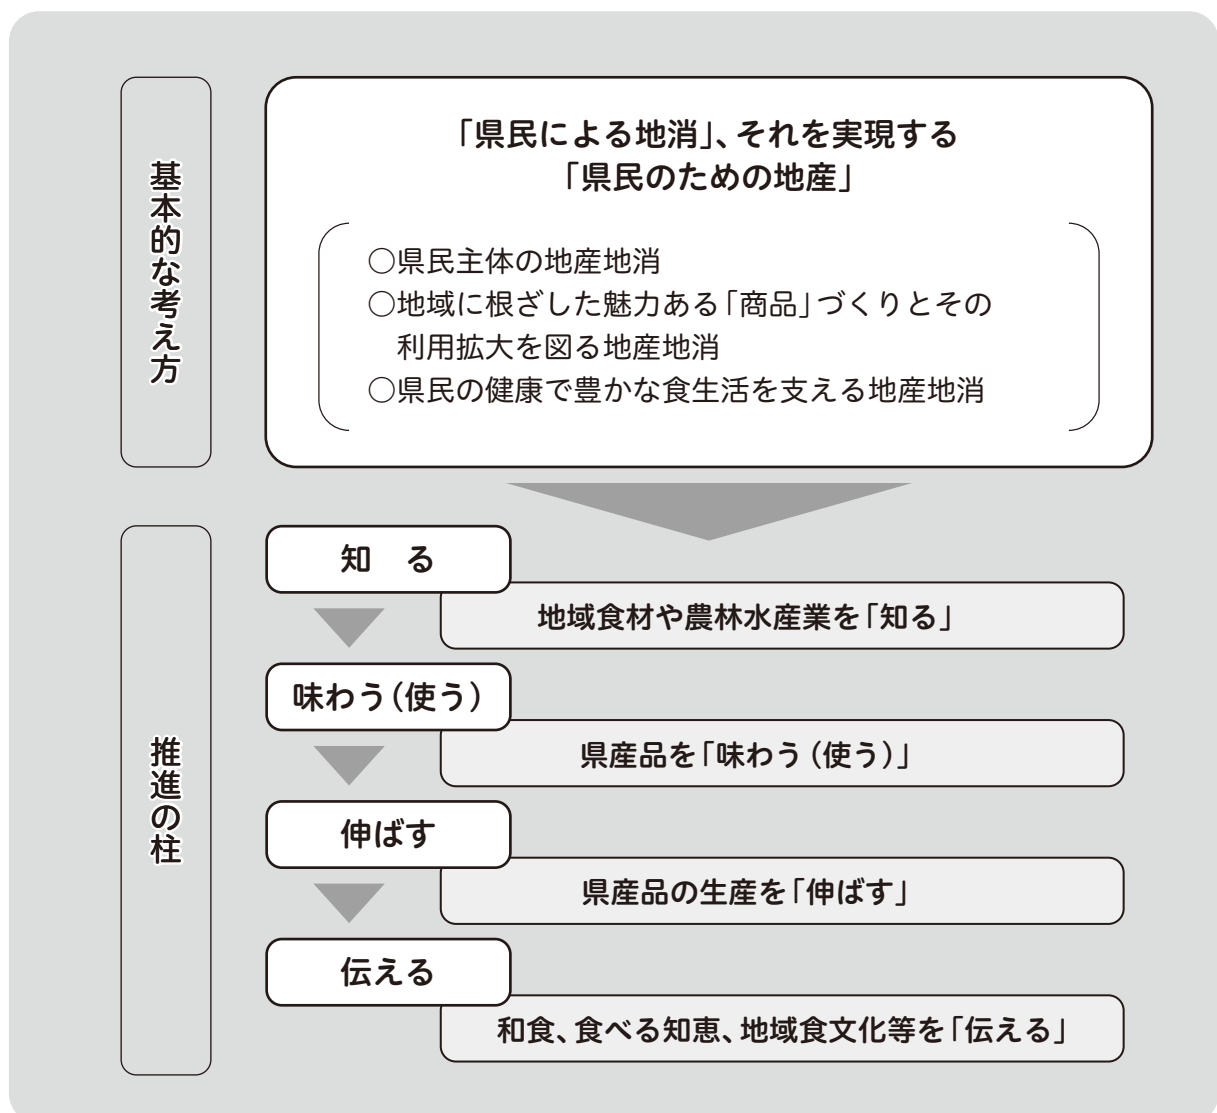 基本的な考え方
「県民による地消」、それを実現する
「県民のための地産」
○県民主体の地産地消
○地域に根ざした魅力ある「商品」づくりとその
利用拡大を図る地産地消
○県民の健康で豊かな食生活を支える地産地消
推進の柱
知　る
地域食材や農林水産業を「知る」
味わう(使う)
県産品を「味わう(使う)」
伸ばす
県産品の生産を「伸ばす」
伝える
和食、食べる知恵、地域食文化等を「伝える」